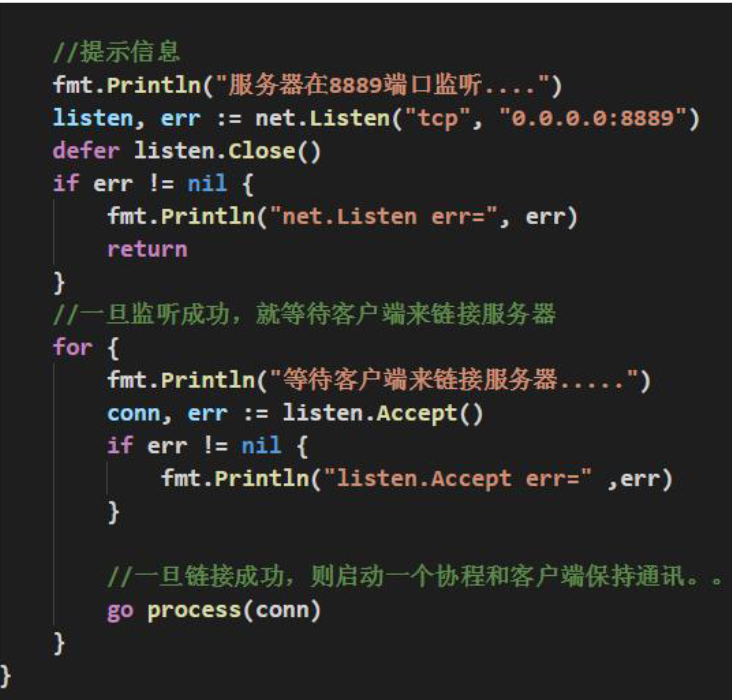 //提示信息
fmt.Println("服务器在8889端口监听....")
listen, err := net.Listen("tcp", "0.0.0.0:8889")
defer listen.Close()
if err != nil {
    fmt.Println("net.Listen err=", err)
    return
}
//一旦监听成功，就等待客户端来链接服务器
for {
    fmt.Println("等待客户端来链接服务器.....")
    conn, err := listen.Accept()
    if err != nil {
        fmt.Println("listen.Accept err=" ,err)
    }
    //一旦链接成功，则启动一个协程和客户端保持通讯。。
    go process(conn)
}
}